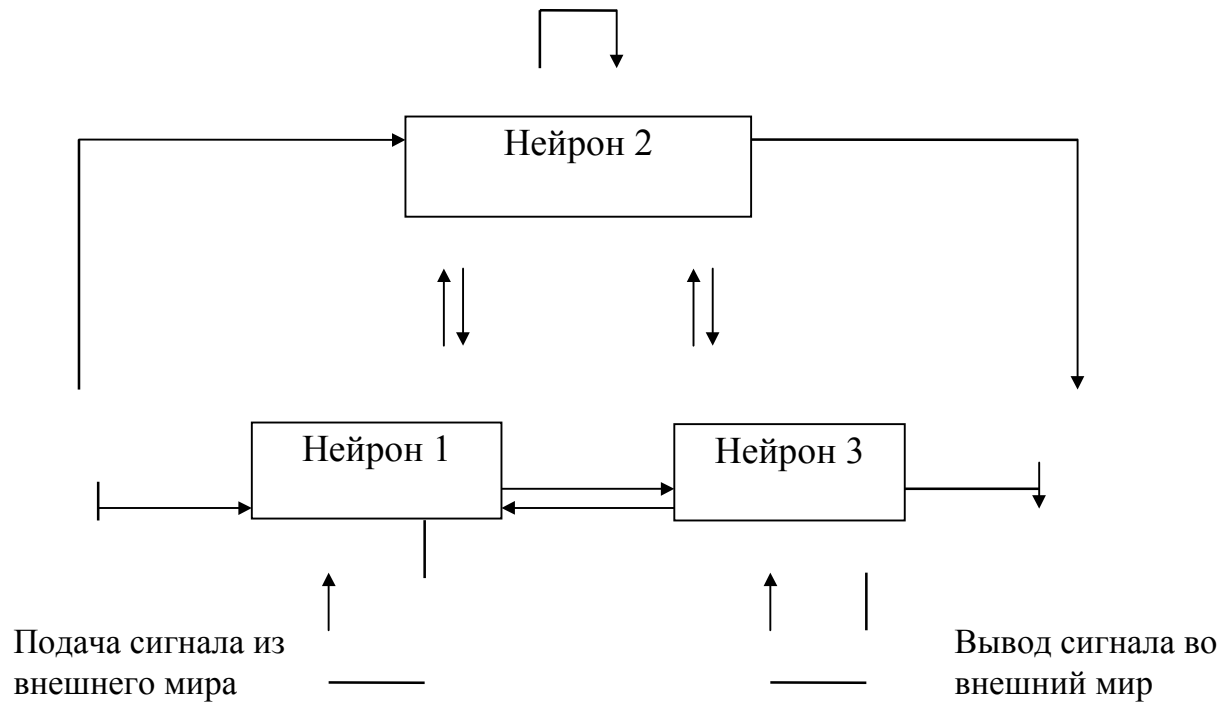 Нейрон 2
Нейрон 1
Нейрон 3
Подача сигнала из
внешнего мира
Вывод сигнала во
внешний мир